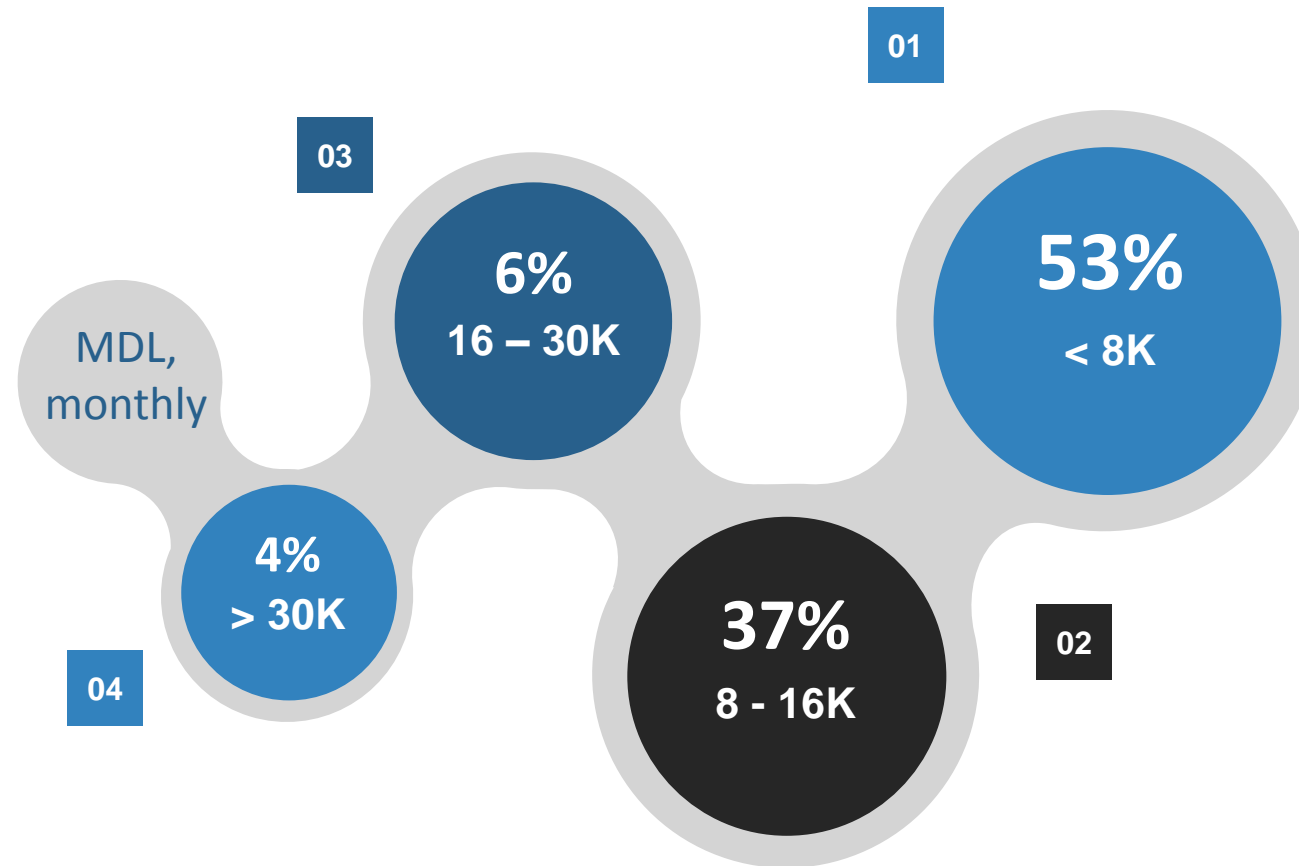 01
03
53%
< 8K
6%
16 – 30K
MDL,
monthly
4%
> 30K
37%
8 - 16K
02
04